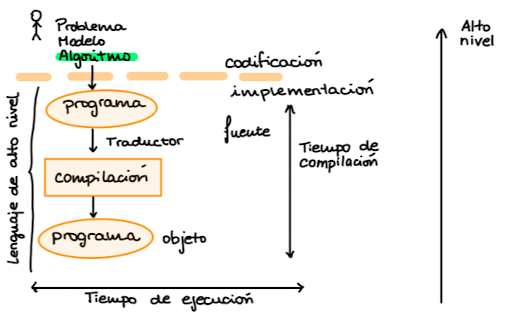 Problema
Modelo
Algoritmo
Alto
nivel
codificación
implementación
programa
fuente
Traductor
Tiempo de
compilación
compilación
programa
objeto
Lenguaje de alto nivel
Tiempo de ejecución